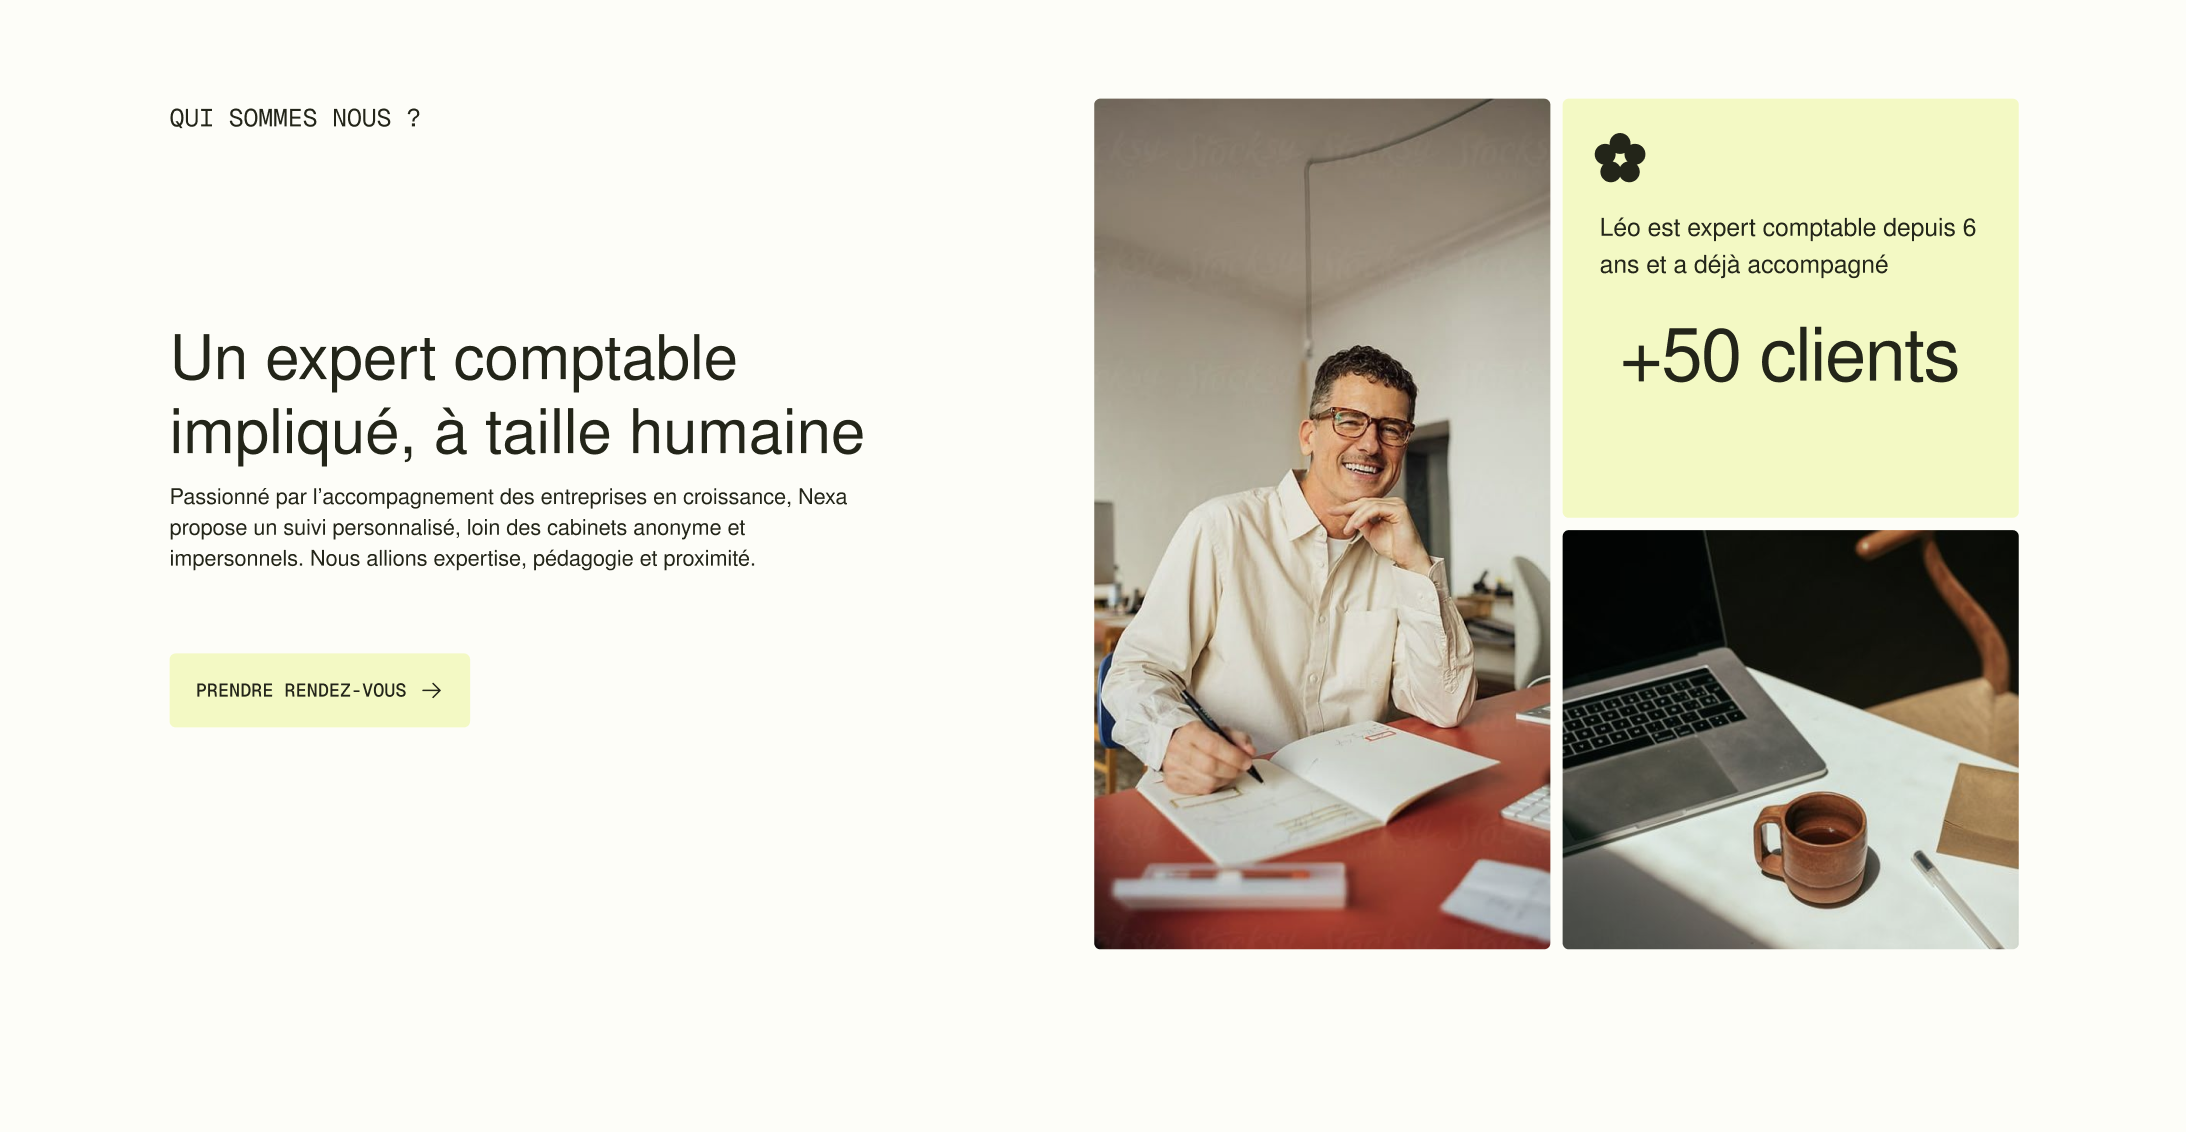 QUI SOMMES NOUS ?
Un expert comptable
impliqué, à taille humaine
Passionné par l’accompagnement des entreprises en croissance, Nexa
propose un suivi personnalisé, loin des cabinets anonyme et
impersonnels. Nous allions expertise, pédagogie et proximité.
PRENDRE RENDEZ-VOUS
Léo est expert comptable depuis 6
ans et a déjà accompagné
+50 clients